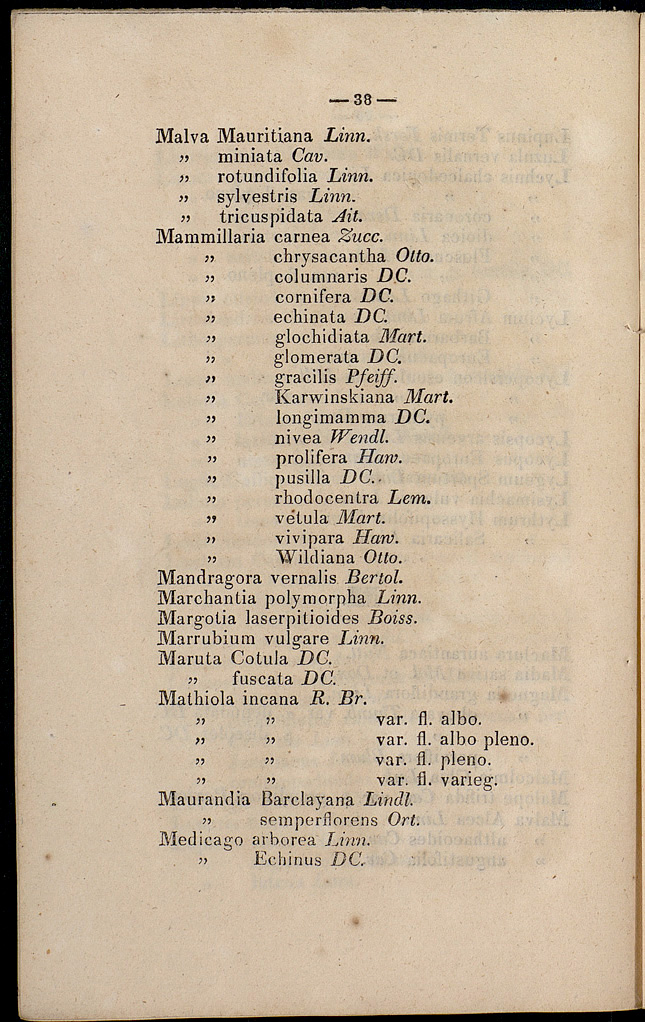 — 38 —
Malva Mauritiana Linn.
„ miniata Cav.
„ rotundifolia Linn.
„ sylvestris Linn.
„ tricuspidata Ait.
Mammillaria carnea Zucc.
„ chrysacantha Otto.
„ columnaris DC.
„ cornifera DC.
„ echinata DC.
„ glochidiata Mart.
„ glomerata DC.
„ gracilis Pfeiff.
„ Karwinskiana Mart.
„ longimamma DC.
„ nivea Wendl.
„ prolifera Haw.
„ pusilla DC.
„ rhodocentra Lem.
„ vetula Mart.
„ vivipara Haw.
„ Wildiana Otto.
Mandragora vernalis Bertol.
Marchantia polymorpha Linn.
Margotia laserpitioides Boiss.
Marrubium vulgare Linn.
Maruta Cotula DC.
„ fuscata DC.
Mathiola incana R. Br.
„ „ var. fl. albo.
„ „ var. fl. albo pleno.
„ „ var. fl. pleno.
„ „ var. fl. varieg.
Maurandia Barclayana Lindl.
„ semperflorens Ort.
Medicago arborea Linn.
„ Echinus DC.